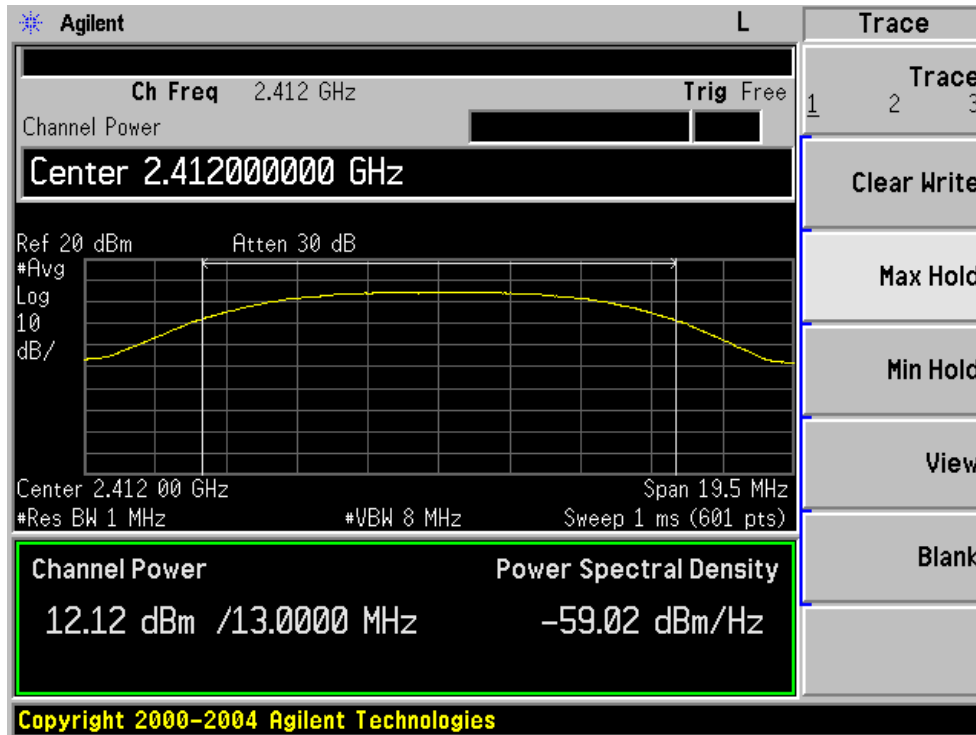 Agilent L Trace
Ch Freq 2.412 GHz Trig Free
Channel Power
Center 2.412000000 GHz
Ref 20 dBm Atten 30 dB
#Avg
Log
10
dB/
Center 2.412 00 GHz Span 19.5 MHz
#Res BW 1 MHz #VBW 8 MHz Sweep 1 ms (601 pts)
Channel Power Power Spectral Density
12.12 dBm /13.0000 MHz -59.02 dBm/Hz
Copyright 2000-2004 Agilent Technologies
Trace
1 2 3
Clear Write
Max Hold
Min Hold
View
Blank